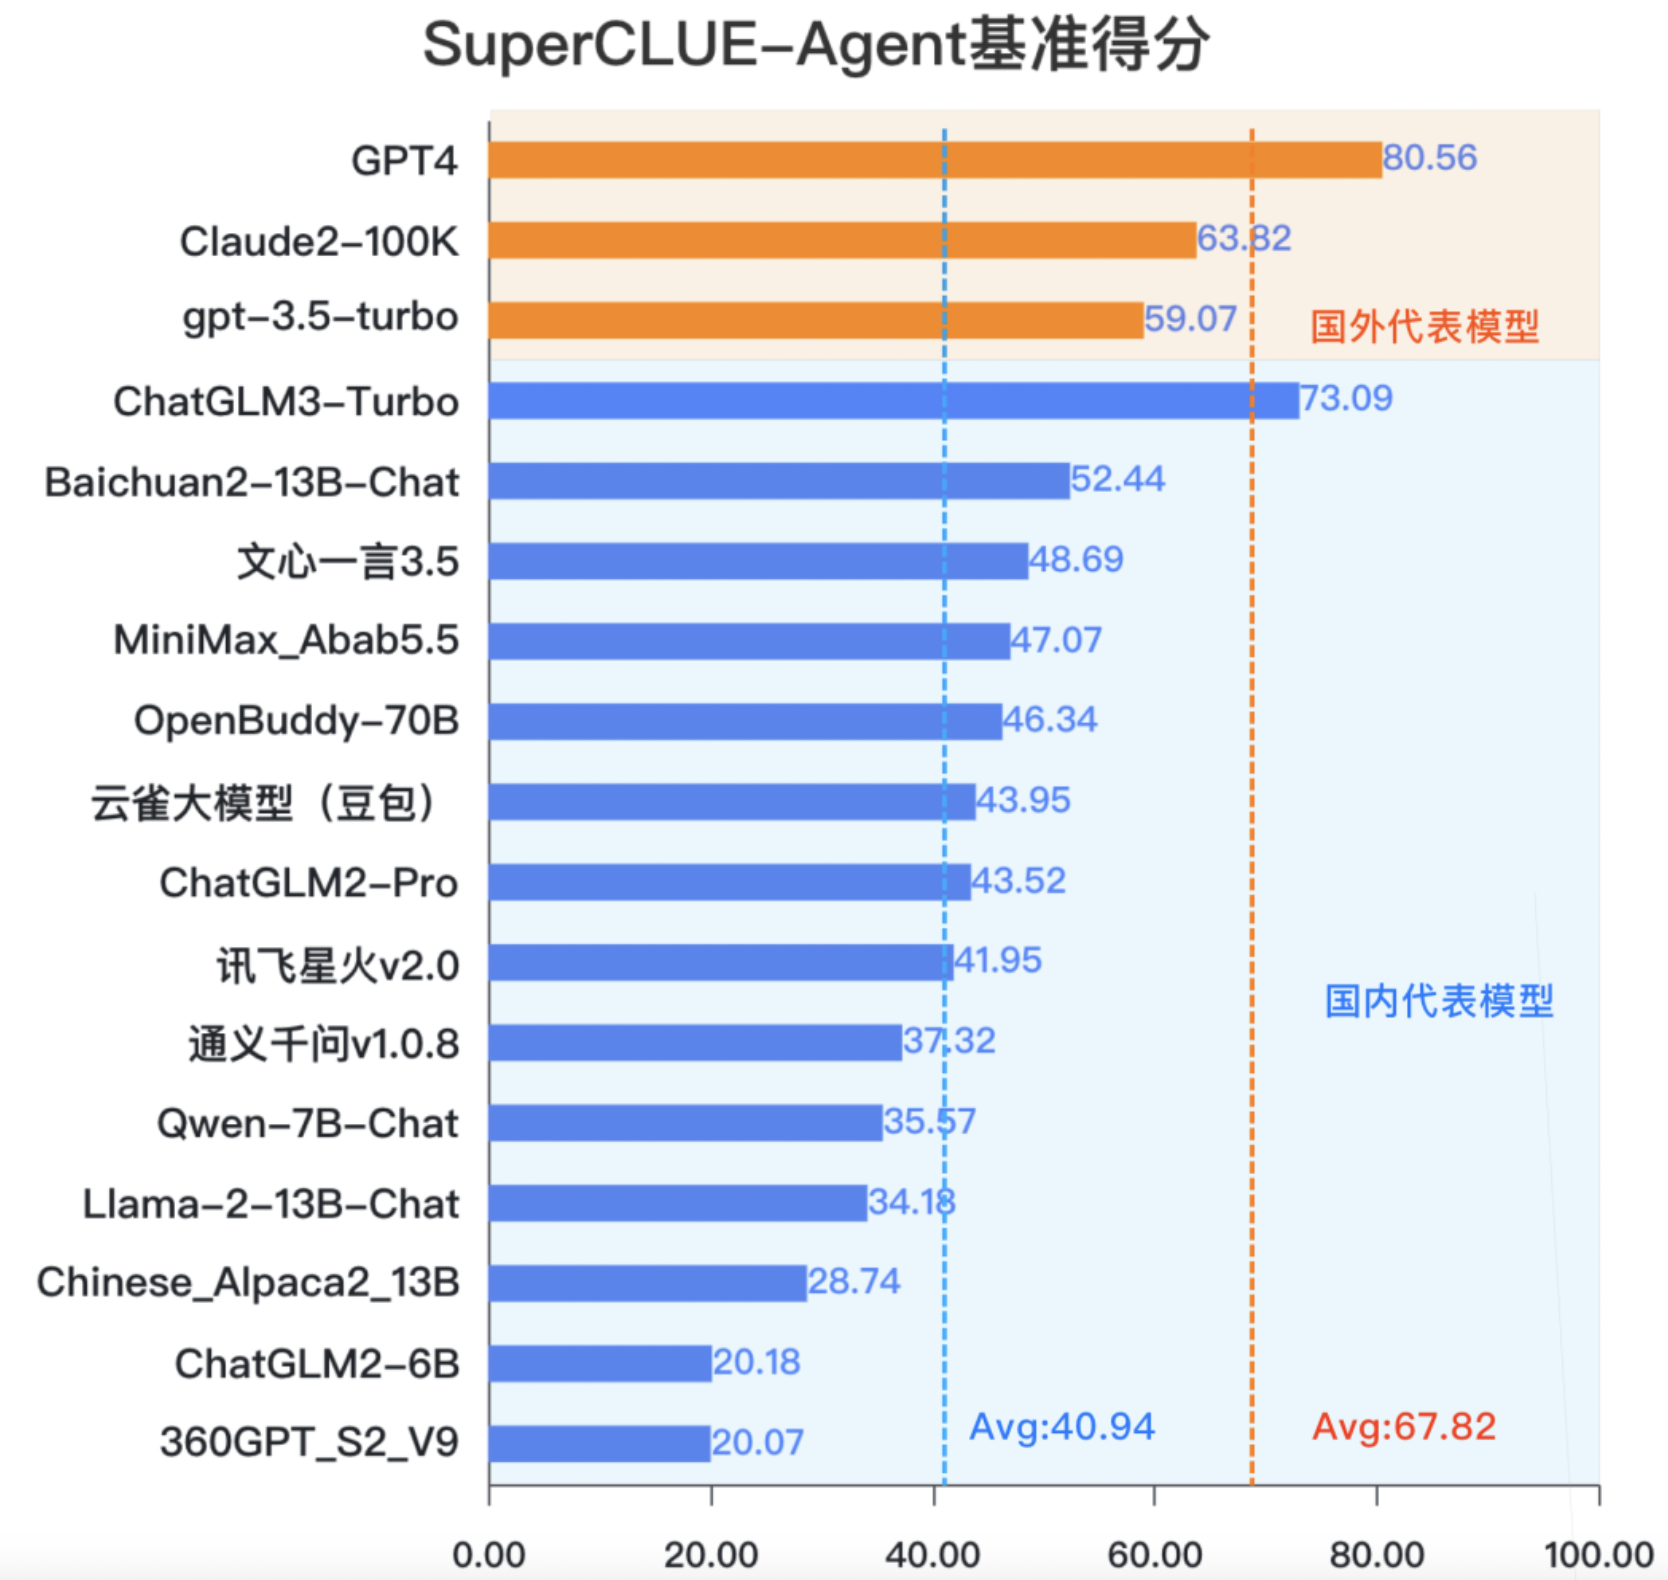 SuperCLUE-Agent基准得分
GPT4
80.56
Claude2-100K
63.82
gpt-3.5-turbo
59.07
国外代表模型
ChatGLM3-Turbo
73.09
Baichuan2-13B-Chat
52.44
文心一言3.5
48.69
MiniMax_Abab5.5
47.07
OpenBuddy-70B
46.34
云雀大模型（豆包）
43.95
ChatGLM2-Pro
43.52
讯飞星火v2.0
41.95
国内代表模型
通义千问v1.0.8
37.32
Qwen-7B-Chat
35.57
Llama-2-13B-Chat
34.18
Chinese_Alpaca2_13B
28.74
ChatGLM2-6B
20.18
360GPT_S2_V9
20.07
Avg:40.94
Avg:67.82
0.00 20.00 40.00 60.00 80.00 100.00